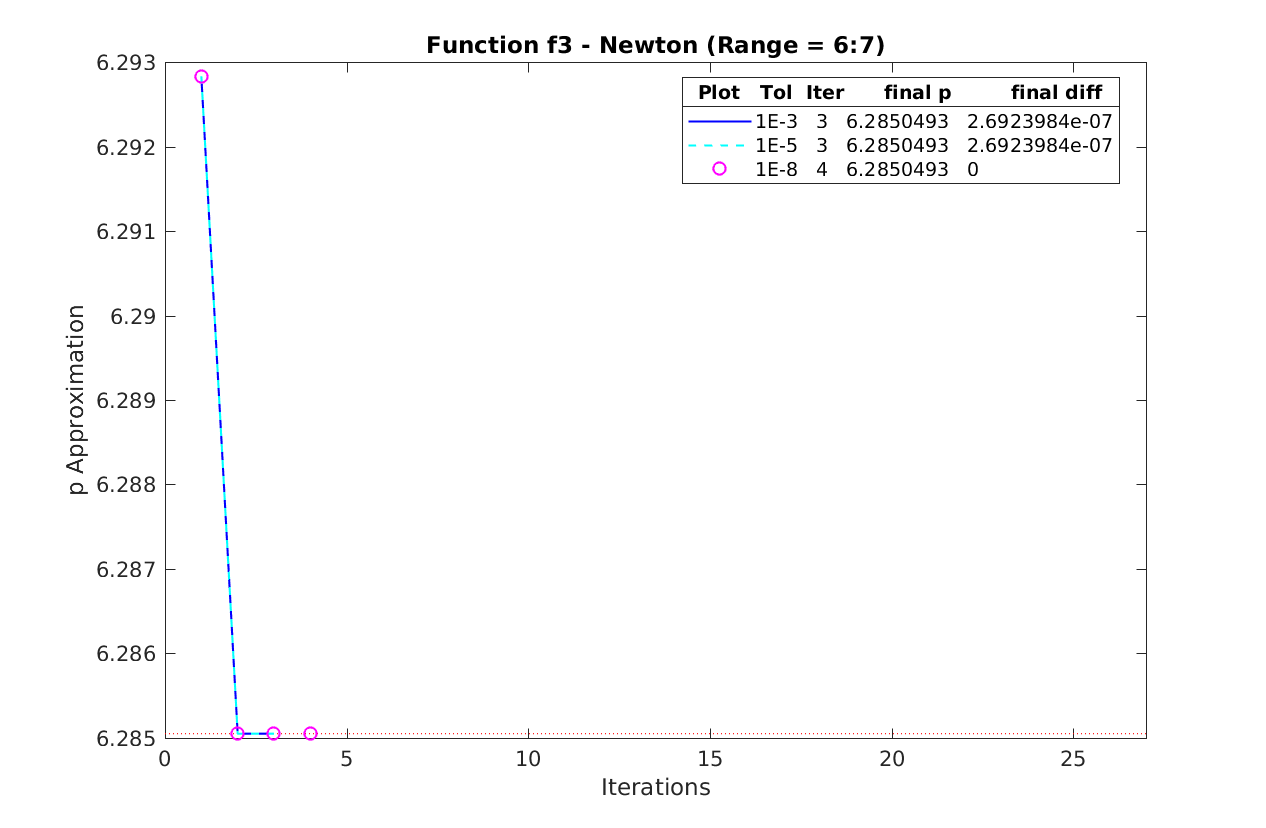 Function f3 - Newton (Range = 6:7)
Plot Tol Iter final p final diff
1E-3 3 6.2850493 2.6923984e-07
1E-5 3 6.2850493 2.6923984e-07
1E-8 4 6.2850493 0
6.293
6.292
6.291
6.29
6.289
6.288
6.287
6.286
6.285
p Approximation
0 5 10 15 20 25
Iterations